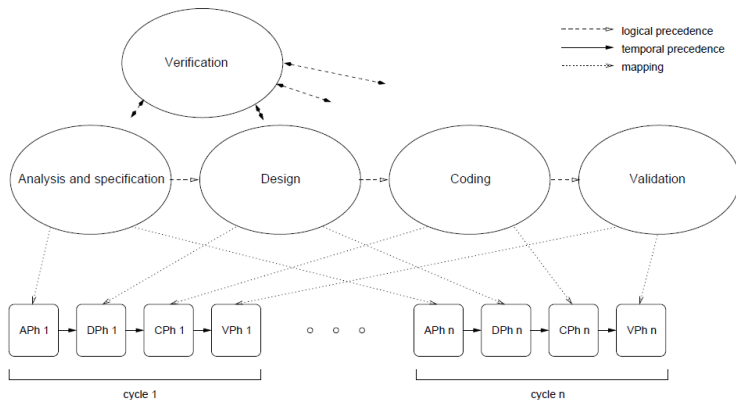 logical precedence
temporal precedence
mapping
Verification
Analysis and specification
Design
Coding
Validation
APh 1
DPh 1
CPh 1
VPh 1
APh n
DPh n
CPh n
VPh n
cycle 1
cycle n